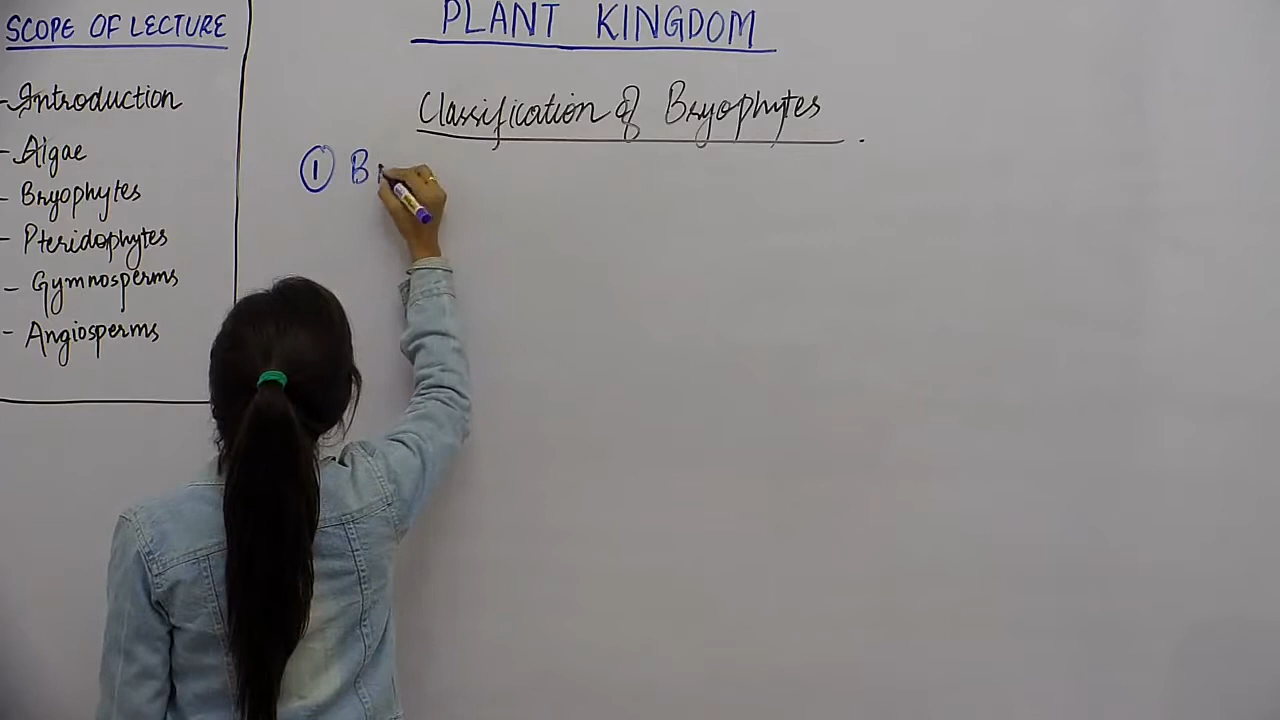 SCOPE OF LECTURE
- Introduction
- Algae
- Bryophytes
- Pteridophytes
- Gymnosperms
- Angiosperms
PLANT KINGDOM
Classification of Bryophytes
① B